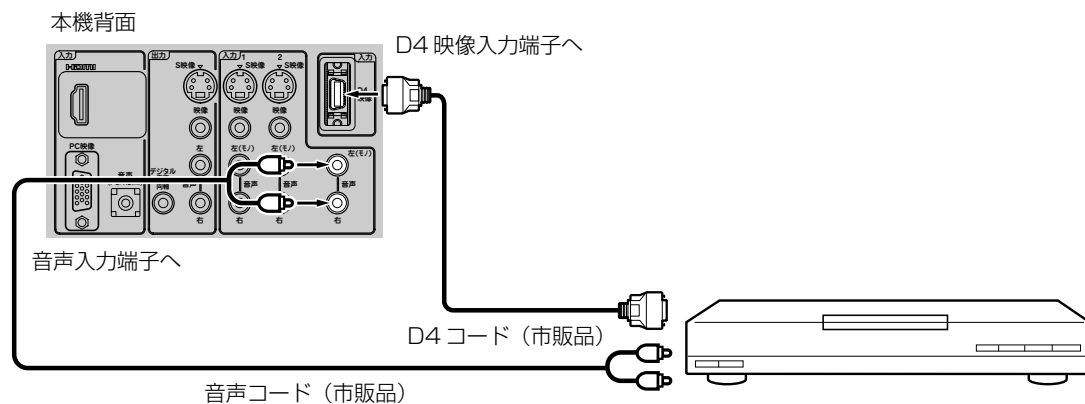 本機背面
D4 映像入力端子へ
入力
HDMI
出力
入力 1
2
入力
S映像
S映像
S映像
D4
映像
映像
映像
映像
PC映像
左
左(モノ)
左(モノ)
左(モノ)
音声
デジタル
同軸
音声
音声
音声
音声
右
右
右
右
音声入力端子へ
D4 コード（市販品）
音声コード（市販品）